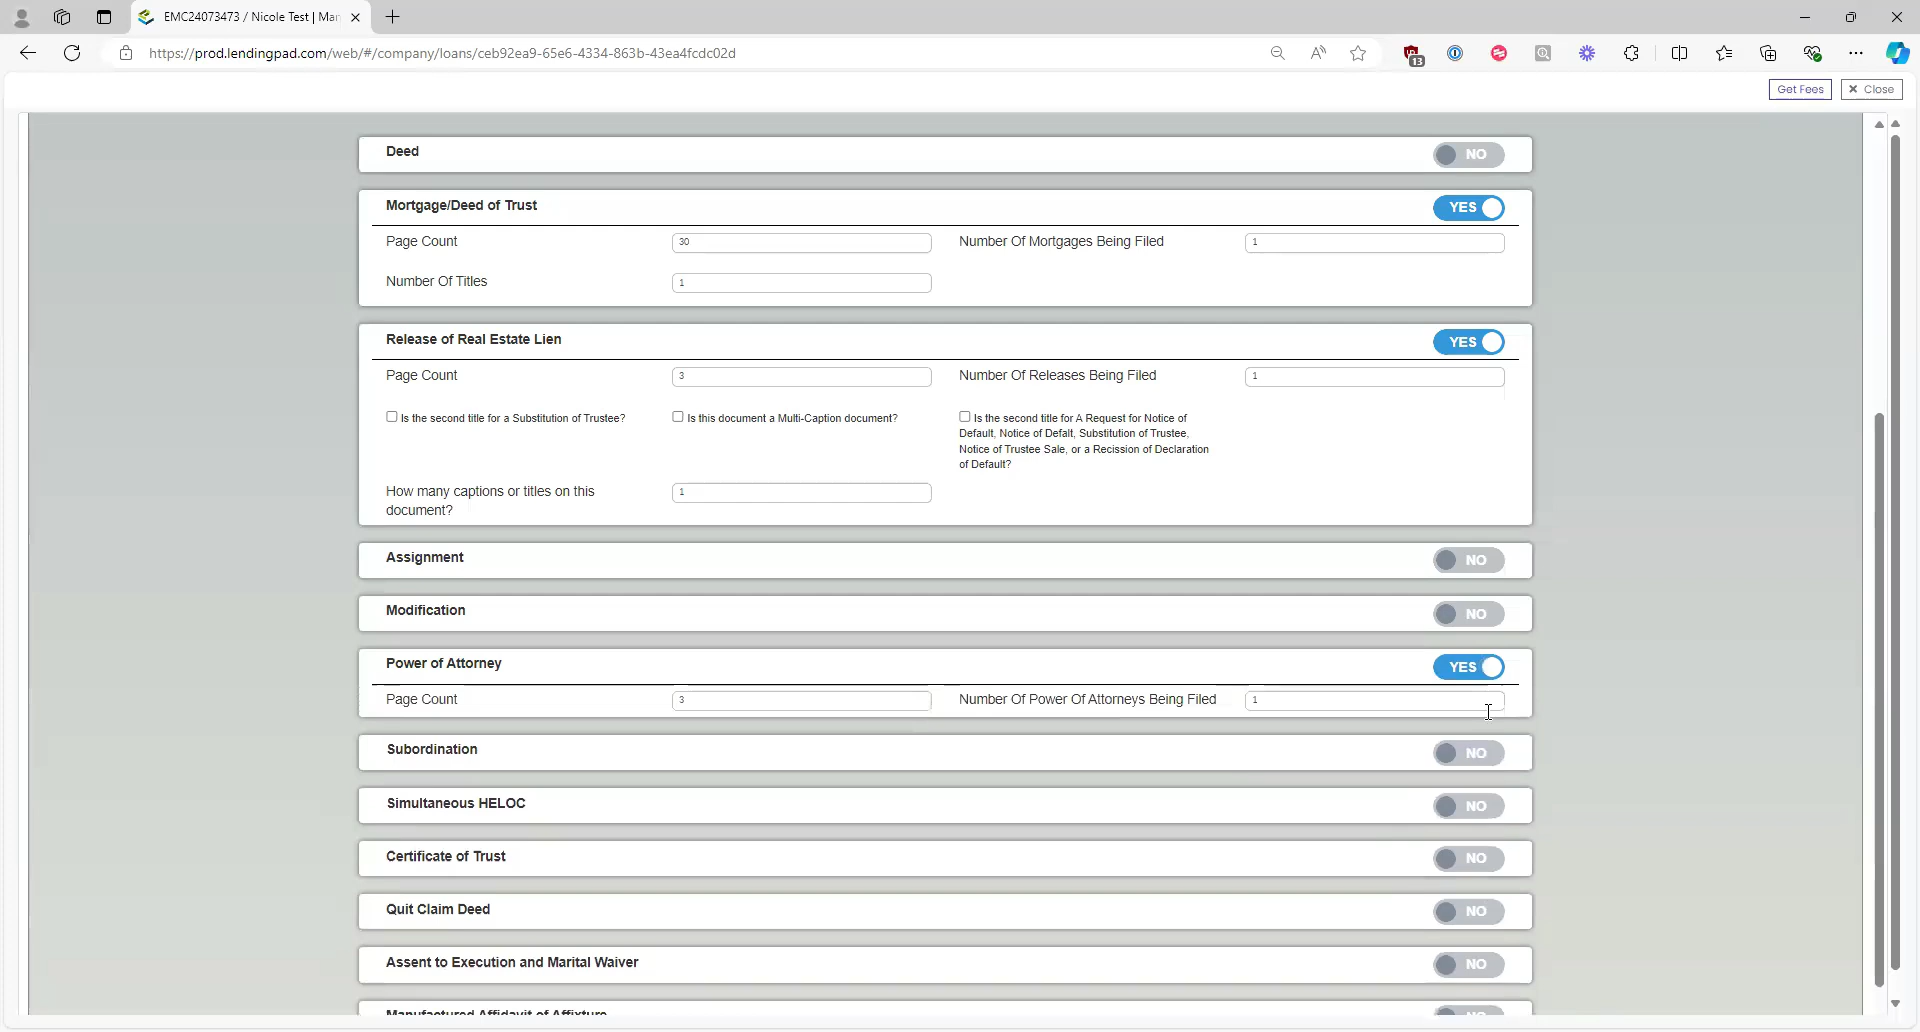 EMC24073473 / Nicole Test | Mar
https://prod.lendingpad.com/web/#/company/loans/ceb92ea9-65e6-4334-863b-43ea4fcdc02d
13
Get Fees
Close
Deed
NO
Mortgage/Deed of Trust
YES
Page Count
30
Number Of Mortgages Being Filed
1
Number Of Titles
1
Release of Real Estate Lien
YES
Page Count
3
Number Of Releases Being Filed
1
Is the second title for a Substitution of Trustee?
Is this document a Multi-Caption document?
Is the second title for A Request for Notice of
Default, Notice of Defalt, Substitution of Trustee,
Notice of Trustee Sale, or a Recission of Declaration
of Default?
How many captions or titles on this
document?
1
Assignment
NO
Modification
NO
Power of Attorney
YES
Page Count
3
Number Of Power Of Attorneys Being Filed
1
Subordination
NO
Simultaneous HELOC
NO
Certificate of Trust
NO
Quit Claim Deed
NO
Assent to Execution and Marital Waiver
NO
Manufactured Affidavit of Affixture
NO